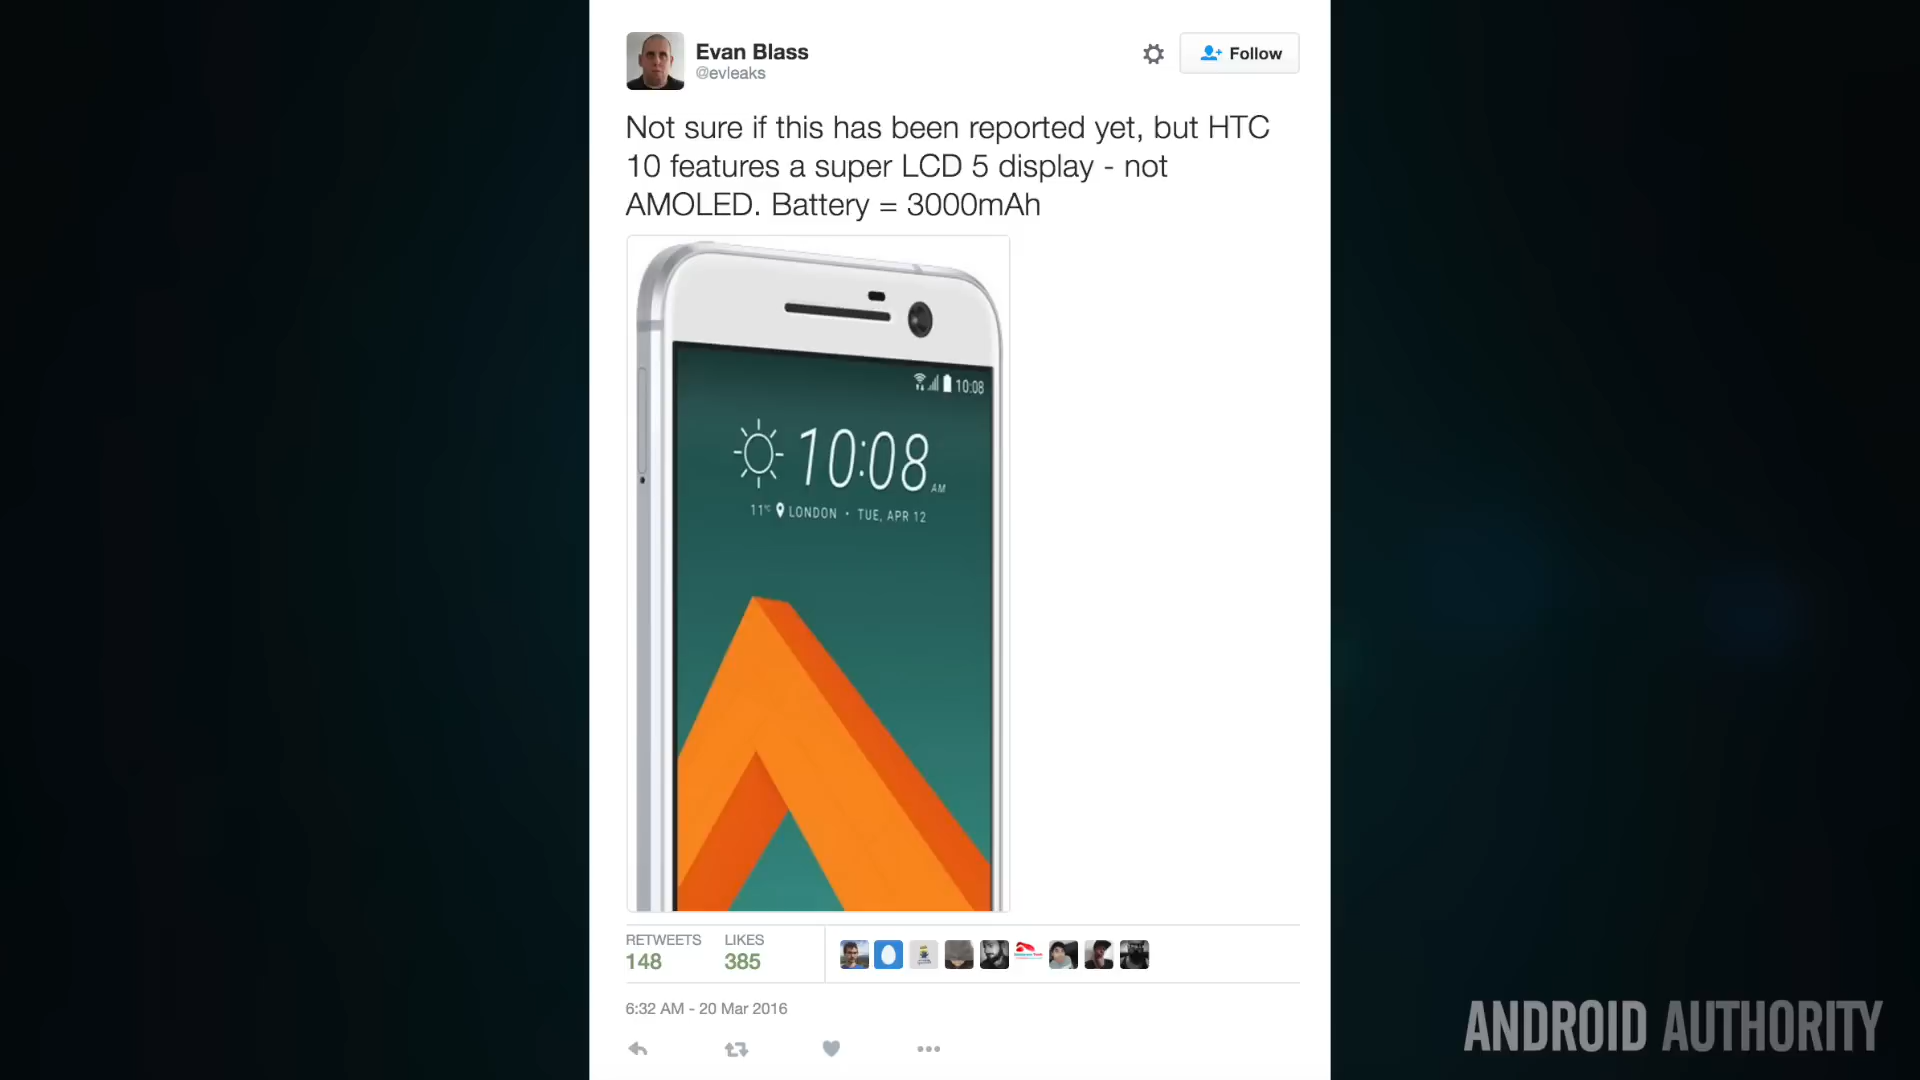 Evan Blass
@evleaks
Follow
Not sure if this has been reported yet, but HTC
10 features a super LCD 5 display - not
AMOLED. Battery = 3000mAh
10:08
10:08 AM
11°C LONDON • TUE, APR 12
RETWEETS LIKES
148 385
6:32 AM - 20 Mar 2016
ANDROID AUTHORITY